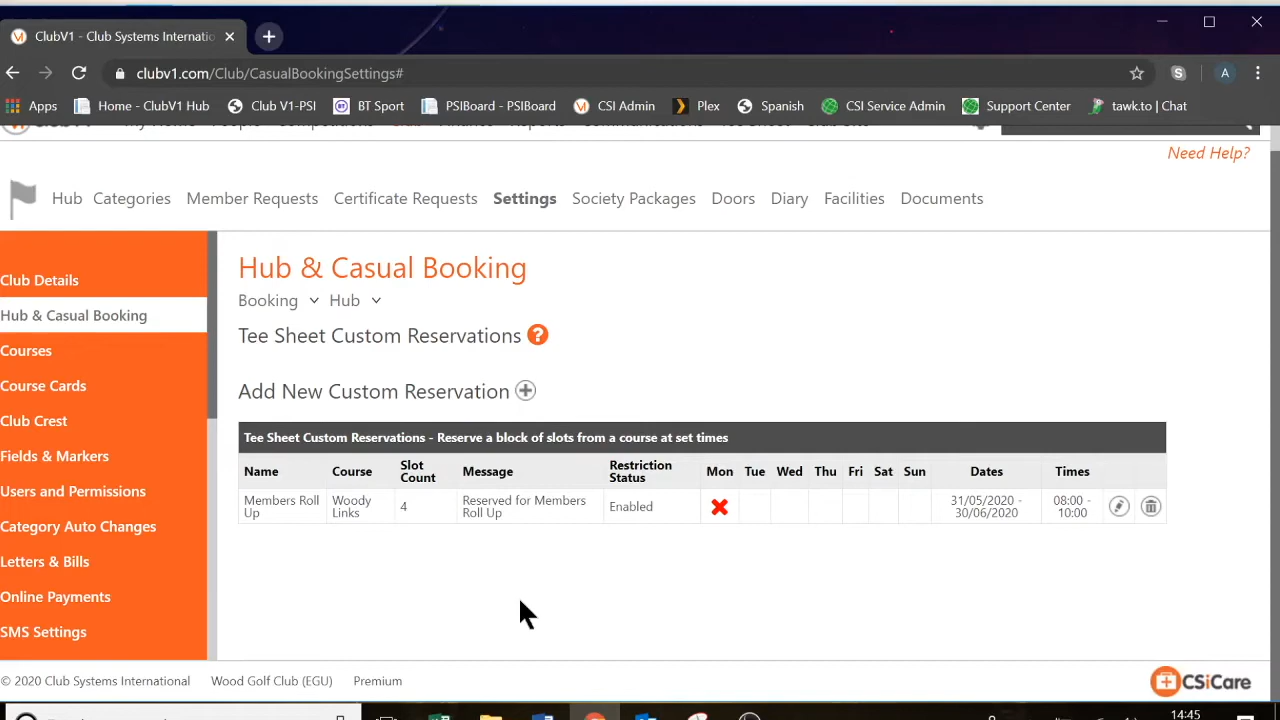 ClubV1 - Club Systems Internatio
clubv1.com/Club/CasualBookingSettings#
A
Apps Home - ClubV1 Hub Club V1-PSI BT Sport PSIBoard - PSIBoard CSI Admin Plex Spanish CSI Service Admin Support Center tawk.to | Chat
Need Help?
Hub Categories Member Requests Certificate Requests Settings Society Packages Doors Diary Facilities Documents
Club Details
Hub & Casual Booking
Courses
Course Cards
Club Crest
Fields & Markers
Users and Permissions
Category Auto Changes
Letters & Bills
Online Payments
SMS Settings
Hub & Casual Booking
Booking Hub
Tee Sheet Custom Reservations ?
Add New Custom Reservation
Tee Sheet Custom Reservations - Reserve a block of slots from a course at set times
Name Course Slot Count Message Restriction Status Mon Tue Wed Thu Fri Sat Sun Dates Times
Members Roll Up Woody Links 4 Reserved for Members Roll Up Enabled 31/05/2020 - 30/06/2020 08:00 - 10:00
© 2020 Club Systems International Wood Golf Club (EGU) Premium
CSiCare
14:45